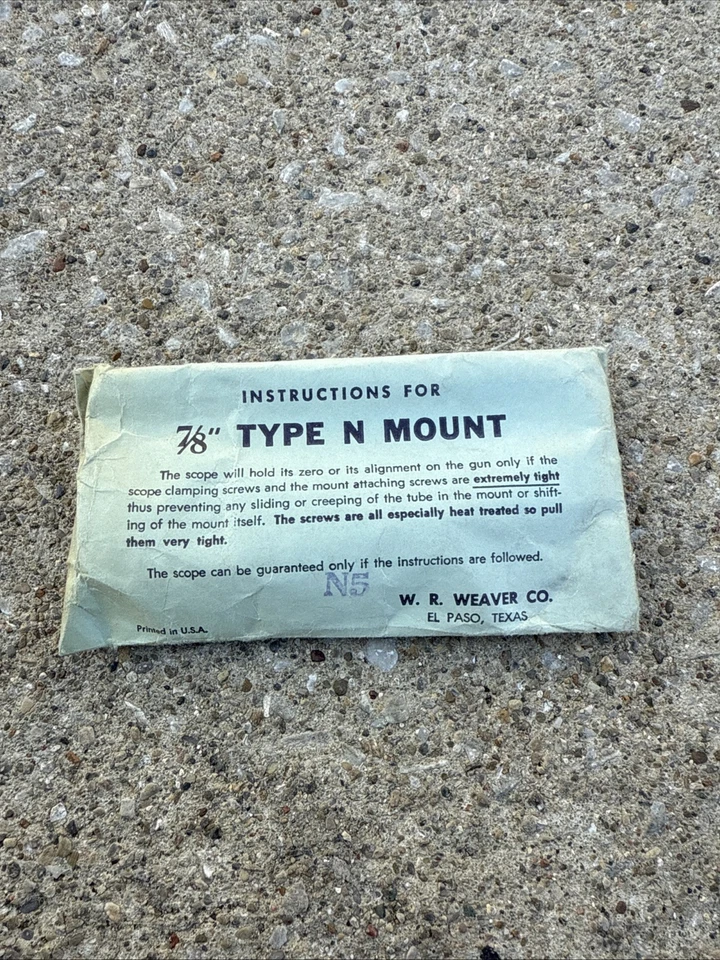 INSTRUCTIONS FOR
7/8" TYPE N MOUNT
The scope will hold its zero or its alignment on the gun only if the
scope clamping screws and the mount attaching screws are extremely tight
thus preventing any sliding or creeping of the tube in the mount or shift-
ing of the mount itself. The screws are all especially heat treated so pull
them very tight.
The scope can be guaranteed only if the instructions are followed.
N5
W. R. WEAVER CO.
EL PASO, TEXAS
Printed in U.S.A.